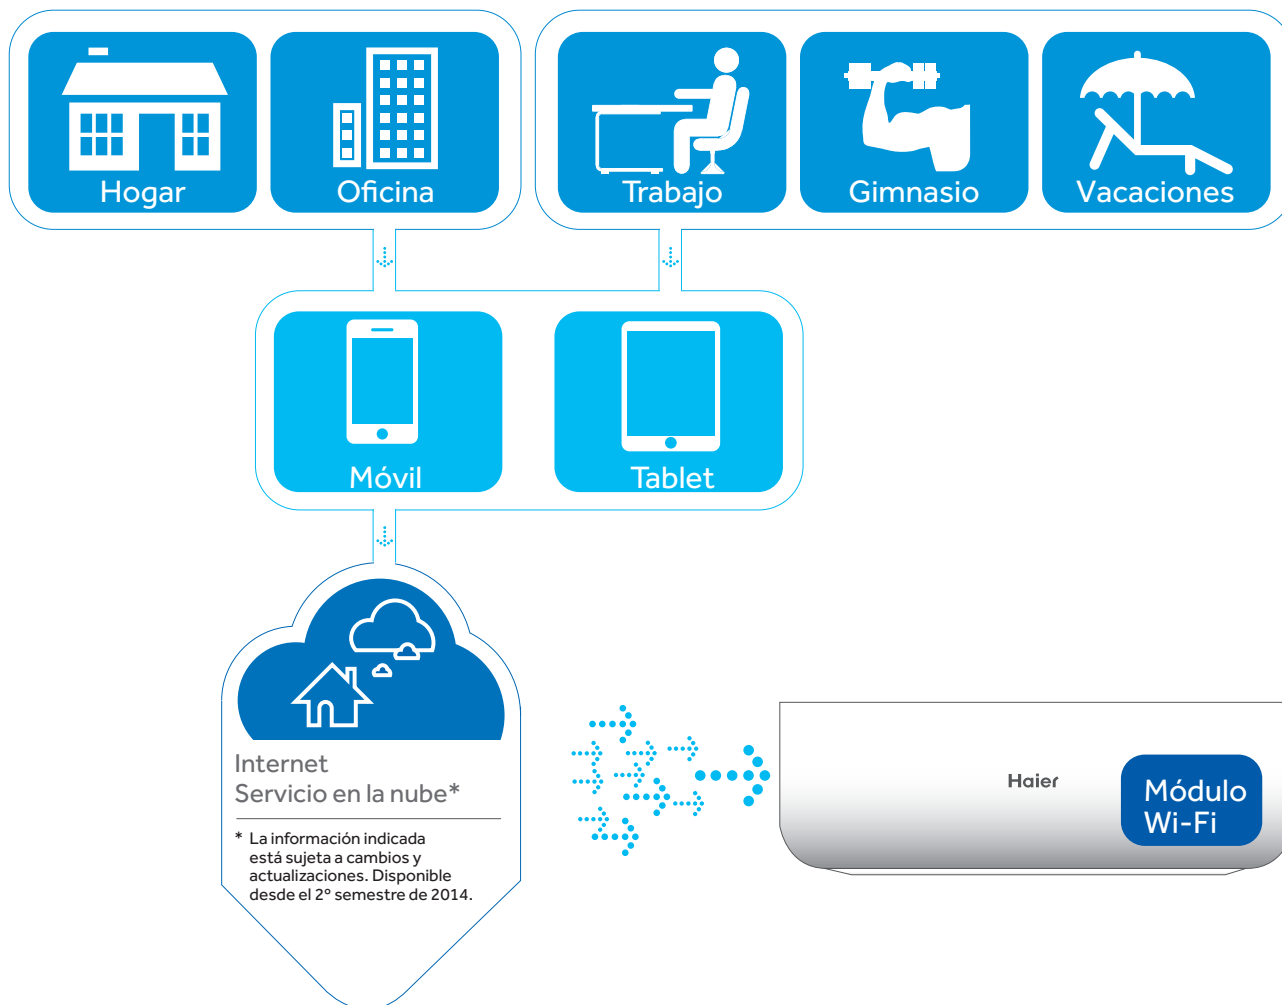 Hogar
Oficina
Trabajo
Gimnasio
Vacaciones
Móvil
Tablet
Internet
Servicio en la nube*
* La información indicada
está sujeta a cambios y
actualizaciones. Disponible
desde el 2º semestre de 2014.
Haier
Módulo
Wi-Fi